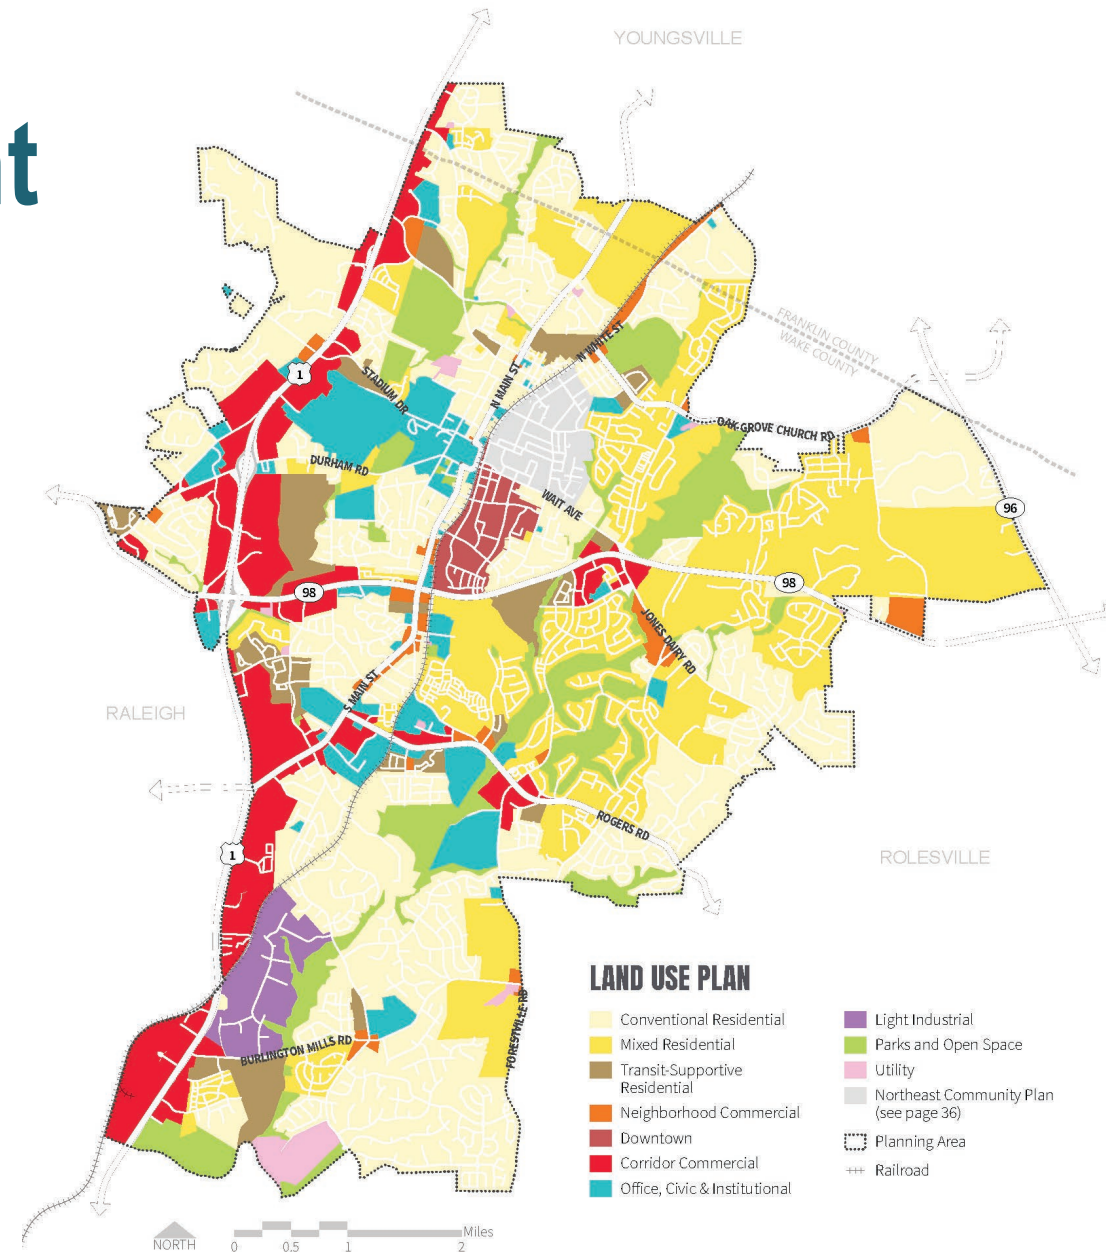 nt
YOUNGSVILLE
FRANKLIN COUNTY
WAKE COUNTY
1
STADIUM DR
N MAIN ST
N WHITE ST
OAK GROVE CHURCH RD
DURHAM RD
WAIT AVE
96
98
98
JONES DAIRY RD
S MAIN ST
RALEIGH
ROGERS RD
1
ROLESVILLE
FORESTVILLE RD
BURLINGTON MILLS RD
LAND USE PLAN
Conventional Residential
Mixed Residential
Transit-Supportive
Residential
Neighborhood Commercial
Downtown
Corridor Commercial
Office, Civic & Institutional
Light Industrial
Parks and Open Space
Utility
Northeast Community Plan
(see page 36)
Planning Area
Railroad
NORTH
0 0.5 1 2
Miles